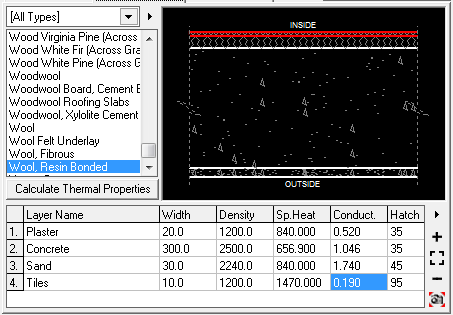 [All Types]
Wood Virginia Pine (Across
Wood White Fir (Across Gra
Wood White Pine (Across G
Woodwool
Woodwool Board, Cement E
Woodwool Roofing Slabs
Woodwool, Xylolite Cement
Wool
Wool Felt Underlay
Wool, Fibrous
Wool, Resin Bonded
Calculate Thermal Properties
INSIDE
OUTSIDE
Layer Name Width Density Sp.Heat Conduct. Hatch
1. Plaster 20.0 1200.0 840.000 0.520 35
2. Concrete 300.0 2500.0 656.900 1.046 35
3. Sand 30.0 2240.0 840.000 1.740 45
4. Tiles 10.0 1200.0 1470.000 0.190 95